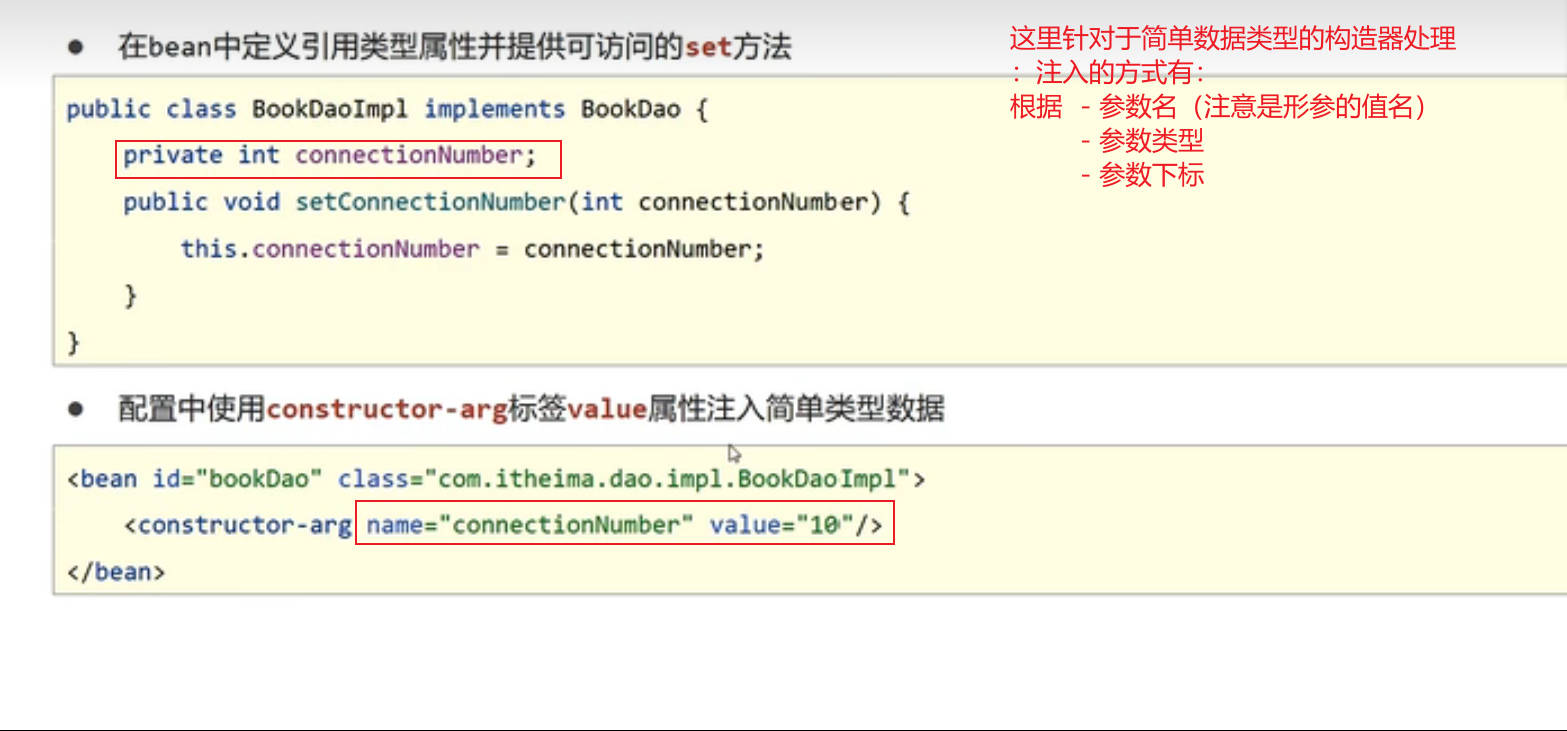 ● 在bean中定义引用类型属性并提供可访问的set方法
public class BookDaoImpl implements BookDao {
private int connectionNumber;
public void setConnectionNumber(int connectionNumber) {
this.connectionNumber = connectionNumber;
}
}
这里针对于简单数据类型的构造器处理
：注入的方式有：
根据 - 参数名（注意是形参的值名）
- 参数类型
- 参数下标
● 配置中使用constructor-arg标签value属性注入简单类型数据
<bean id="bookDao" class="com.itheima.dao.impl.BookDaoImpl">
<constructor-arg name="connectionNumber" value="10"/>
</bean>